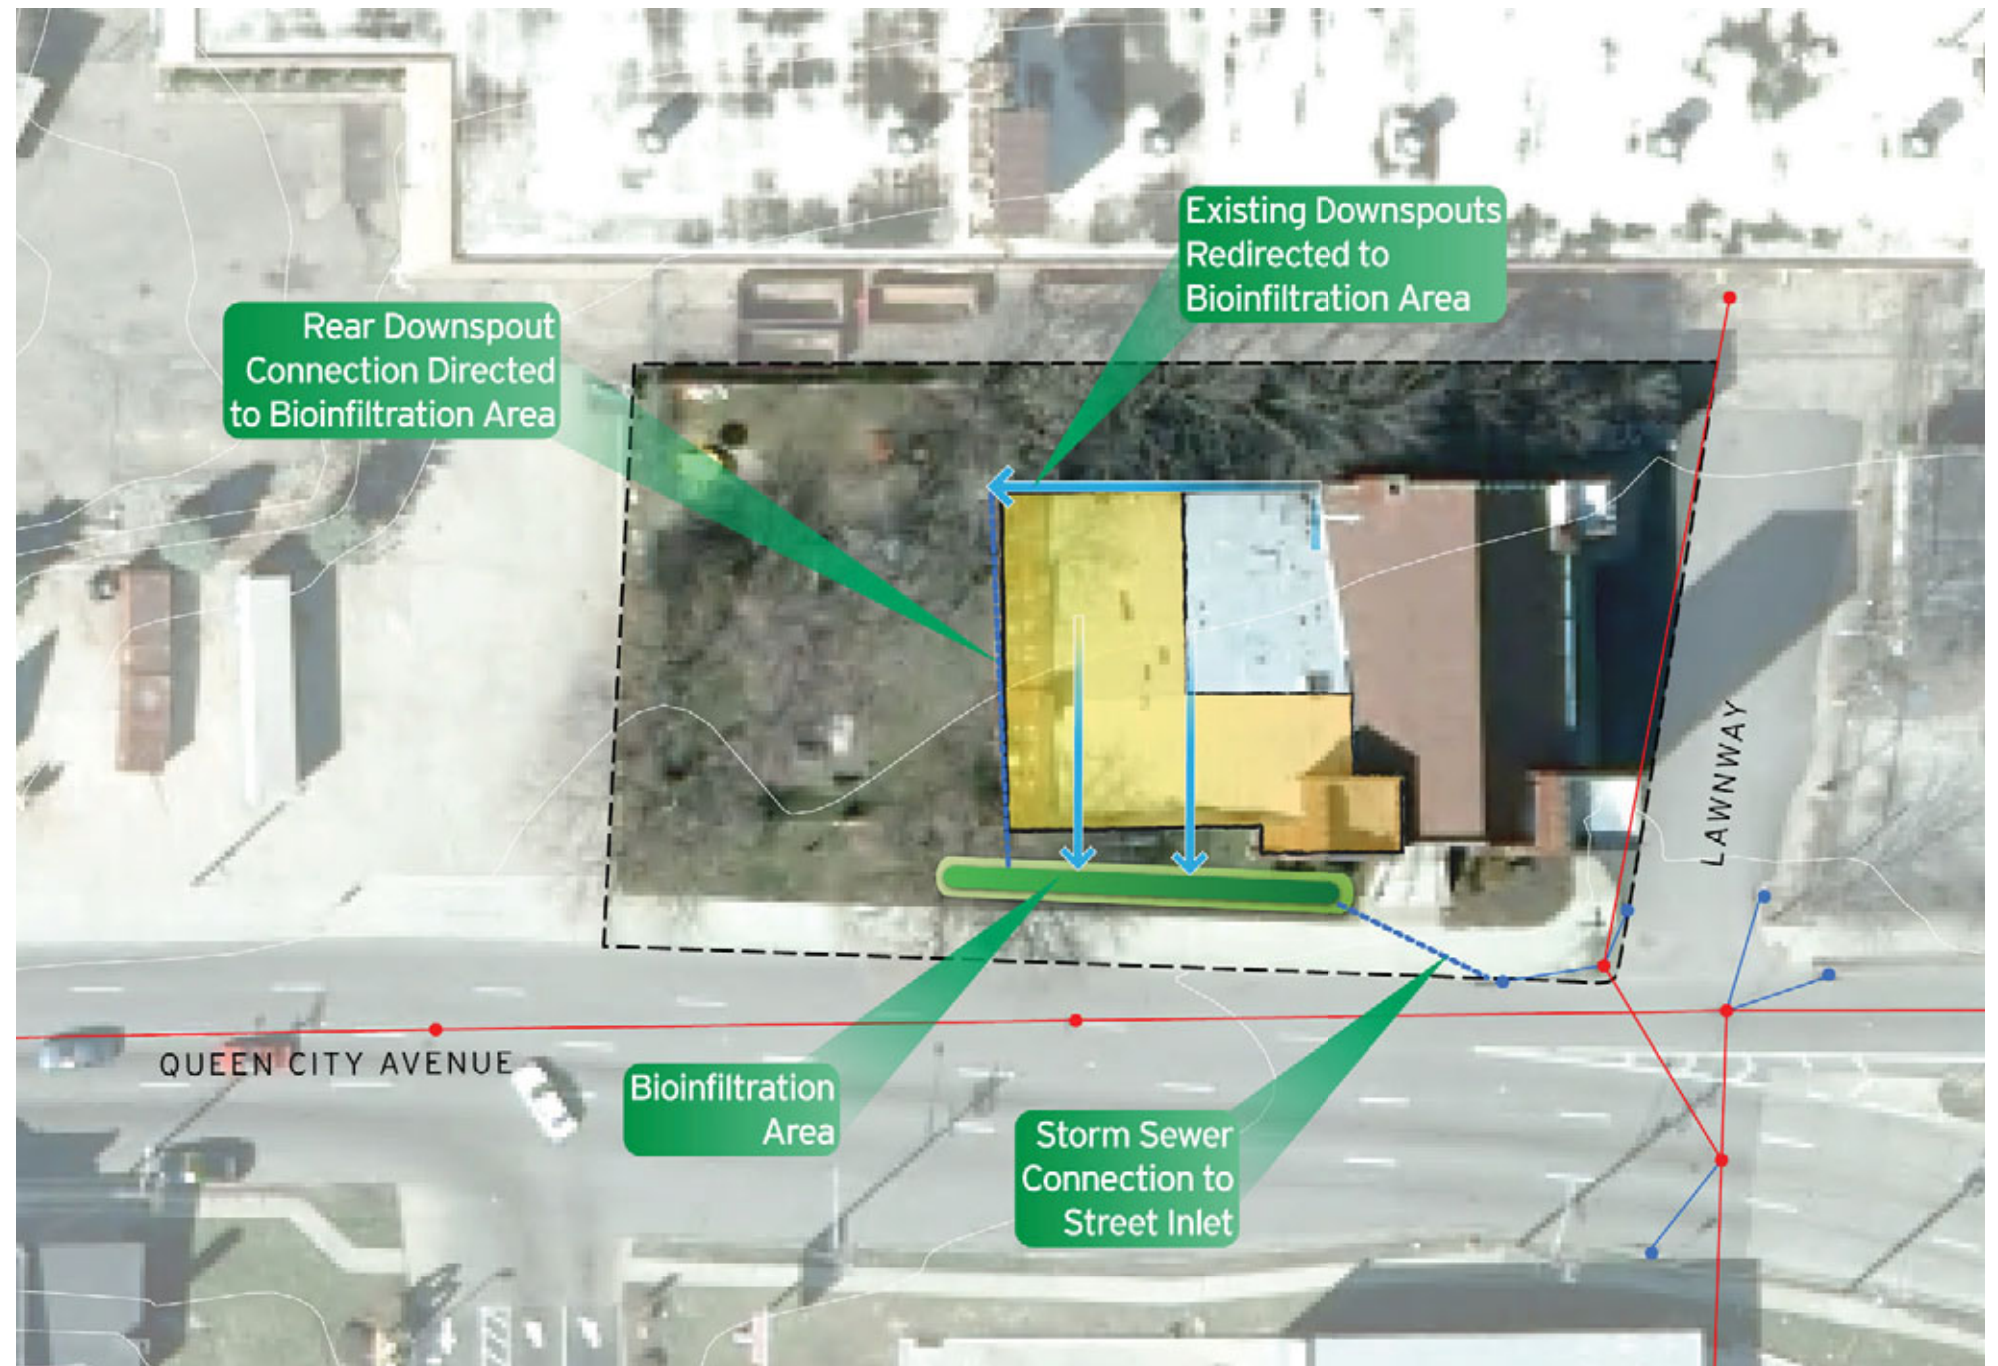 Existing Downspouts
Redirected to
Bioinfiltration Area
Rear Downspout
Connection Directed
to Bioinfiltration Area
LAWNWAY
QUEEN CITY AVENUE
Bioinfiltration
Area
Storm Sewer
Connection to
Street Inlet